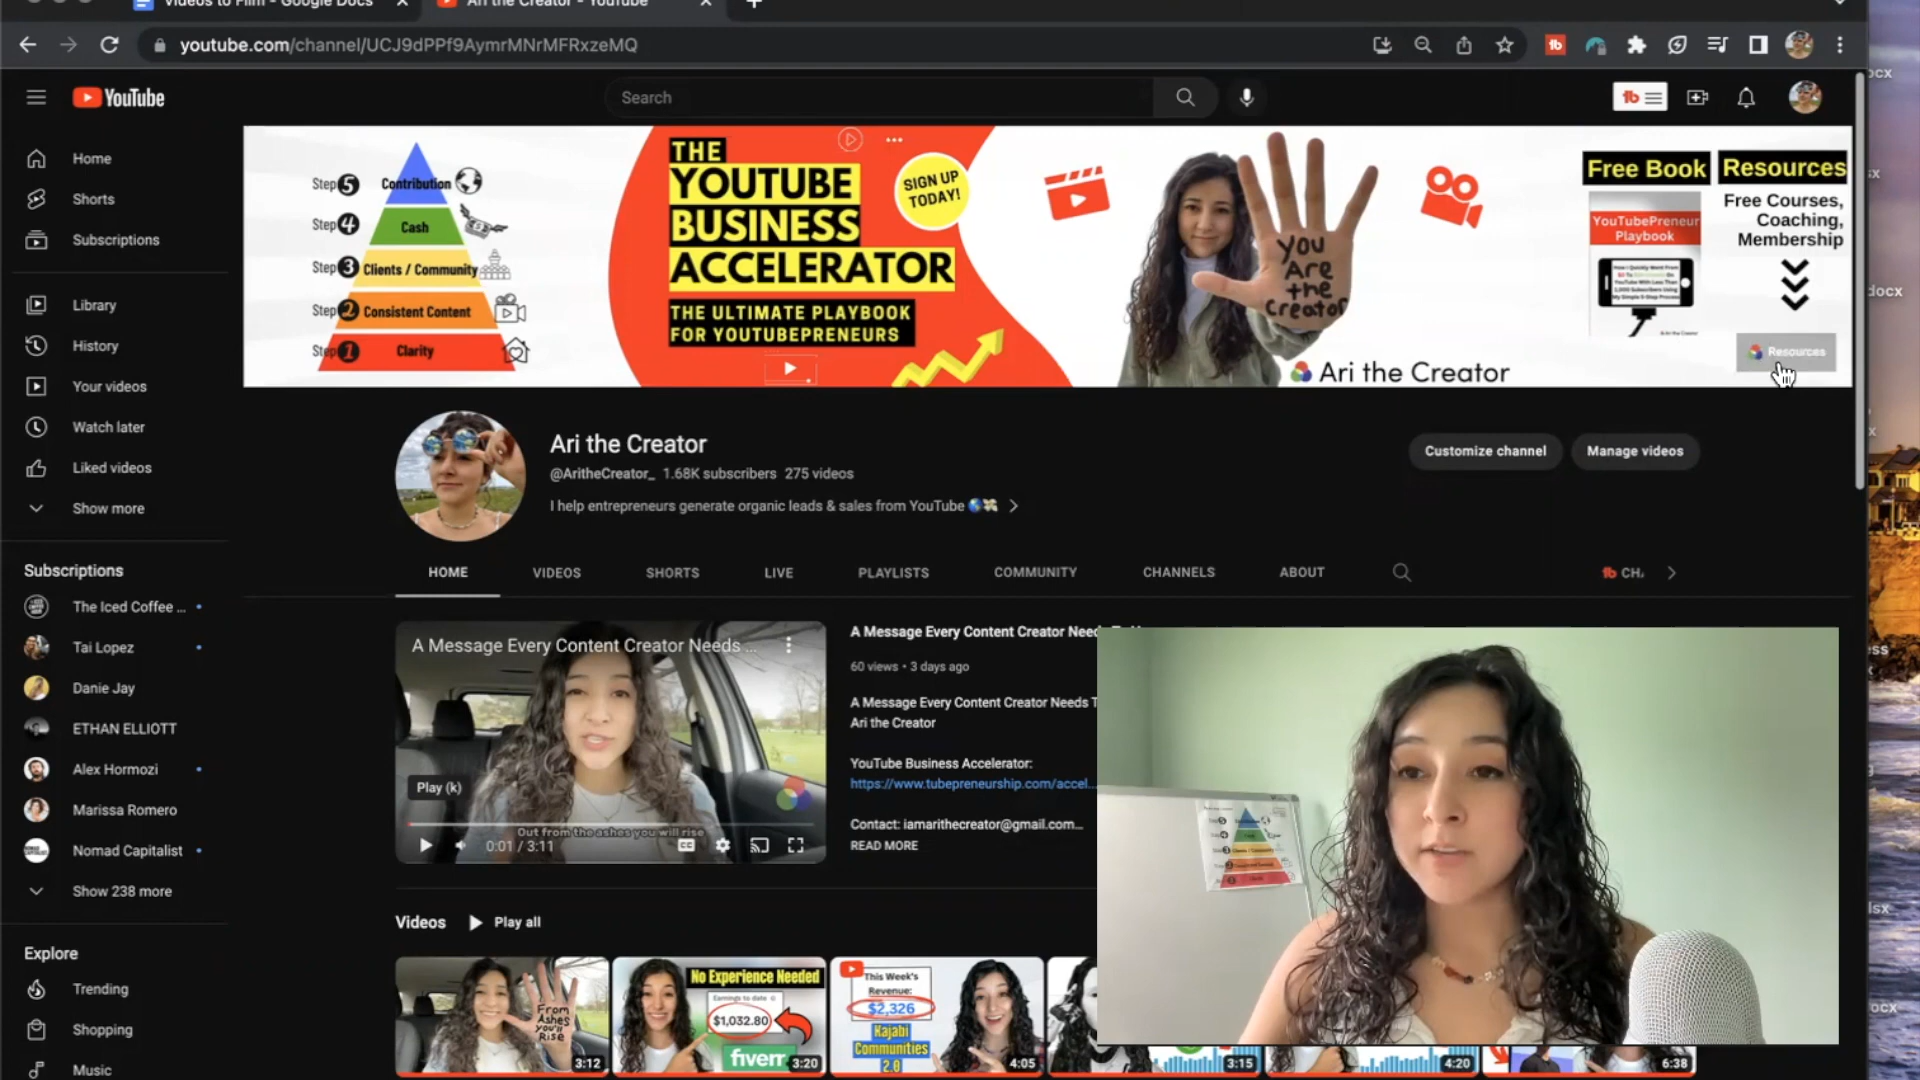 Videos to Film - Google Docs
Ari the Creator - YouTube
youtube.com/channel/UCJ9dPPf9AymrMNrMFRxzeMQ
YouTube
Search
Home
Shorts
Subscriptions
Library
History
Your videos
Watch later
Liked videos
Show more
Subscriptions
The Iced Coffee ...
Tai Lopez
Danie Jay
ETHAN ELLIOTT
Alex Hormozi
Marissa Romero
Nomad Capitalist
Show 238 more
Explore
Trending
Shopping
Music
Step 5 Contribution
Step 4 Cash
Step 3 Clients / Community
Step 2 Consistent Content
Step 1 Clarity
THE
YOUTUBE
BUSINESS
ACCELERATOR
THE ULTIMATE PLAYBOOK
FOR YOUTUBEPRENEURS
SIGN UP
TODAY!
You
Are
the
Creator
Ari the Creator
Free Book
YouTubePreneur
Playbook
Resources
Free Courses,
Coaching,
Membership
Resources
Ari the Creator
@AritheCreator_ 1.68K subscribers 275 videos
I help entrepreneurs generate organic leads & sales from YouTube
Customize channel
Manage videos
HOME
VIDEOS
SHORTS
LIVE
PLAYLISTS
COMMUNITY
CHANNELS
ABOUT
A Message Every Content Creator Needs ...
Play (k)
Out from the ashes you will rise
0:01 / 3:11
A Message Every Content Creator
60 views • 3 days ago
A Message Every Content Creator Needs T
Ari the Creator
YouTube Business Accelerator:
https://www.tubepreneurship.com/accel...
Contact: iamarithecreator@gmail.com...
READ MORE
Videos
Play all
From
Ashes
you'll
Rise
3:12
No Experience Needed
Earnings to date
$1,032.80
fiverr
3:20
This Week's
Revenue:
$2,326
Kajabi
Communities
2.0
4:05
3:15
4:20
6:38